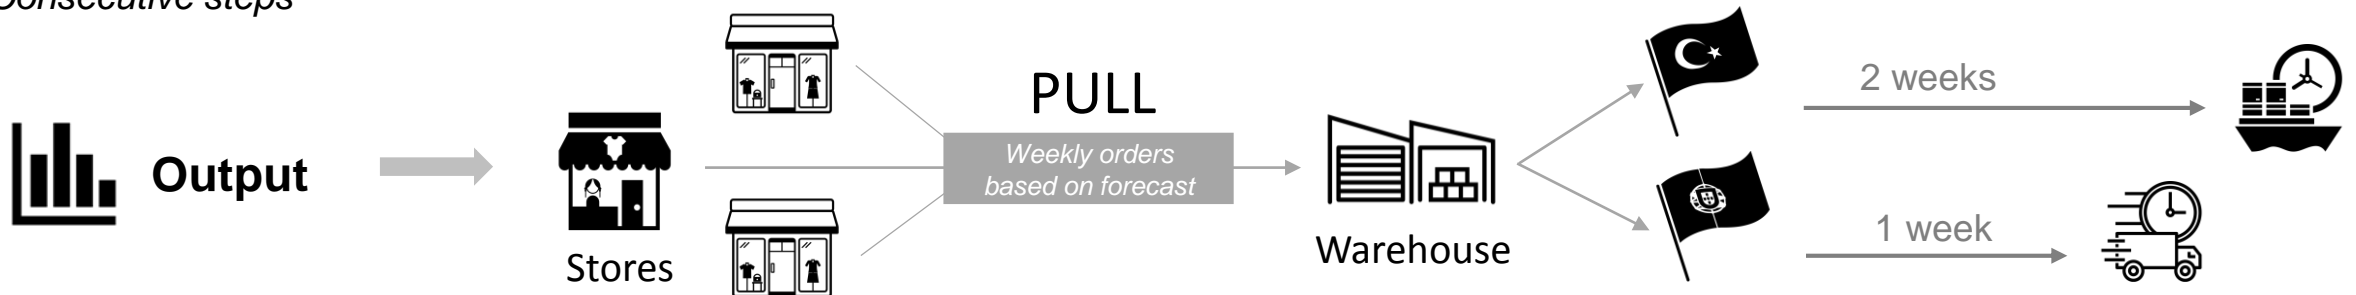 Consecutive steps
Output
Stores
PULL
Weekly orders
based on forecast
Warehouse
2 weeks
1 week